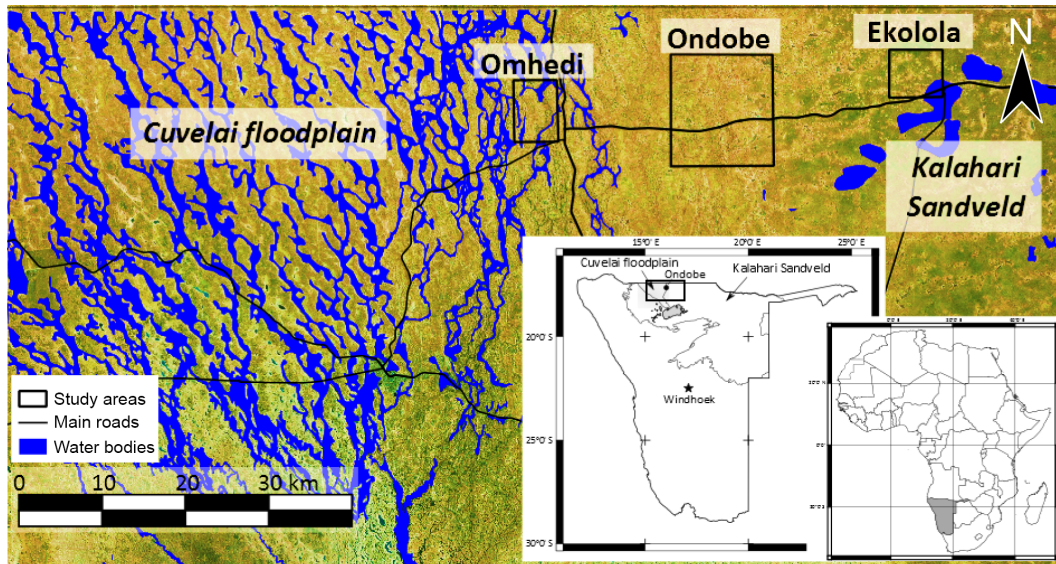 Omhedi
Ondobe
Ekolola
N
Cuvelai floodplain
Kalahari
Sandveld
Study areas
Main roads
Water bodies
0 10 20 30 km
15°0' E 20°0' E 25°0' E
Cuvelai floodplain
Ondobe
Kalahari Sandveld
20°0' S
Windhoek
25°0' S
30°0' S